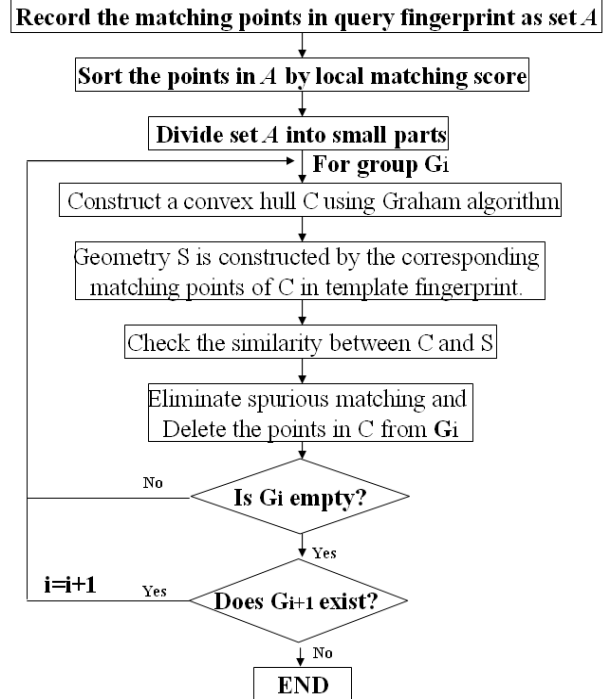 Record the matching points in query fingerprint as set A
Sort the points in A by local matching score
Divide set A into small parts
For group Gi
Construct a convex hull C using Graham algorithm
Geometry S is constructed by the corresponding
matching points of C in template fingerprint.
Check the similarity between C and S
Eliminate spurious matching and
Delete the points in C from Gi
No
Is Gi empty?
Yes
i=i+1
Yes
Does Gi+1 exist?
No
END